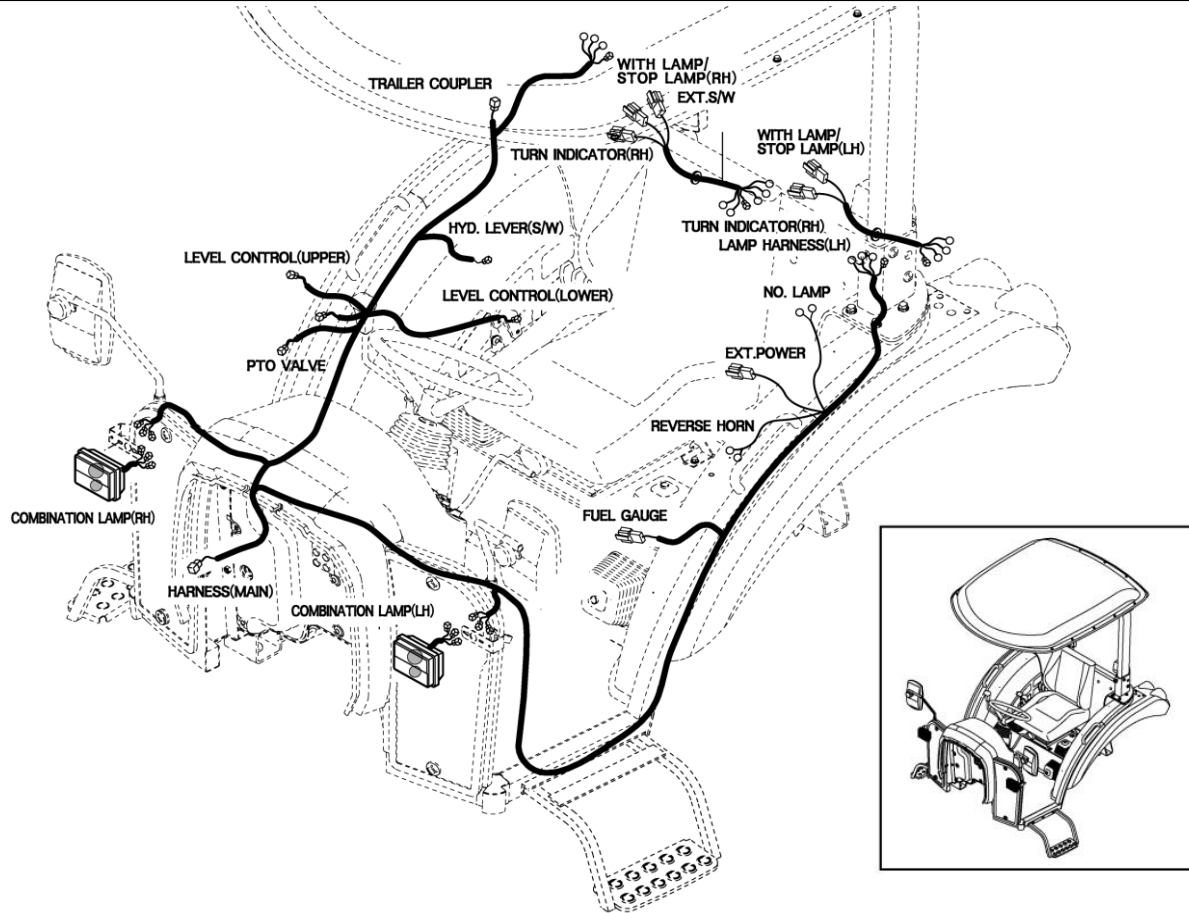 WITH LAMP/
STOP LAMP(RH)
TRAILER COUPLER
EXT.S/W
WITH LAMP/
STOP LAMP(LH)
TURN INDICATOR(RH)
HYD. LEVER(S/W)
TURN INDICATOR(RH)
LAMP HARNESS(LH)
LEVEL CONTROL(UPPER)
LEVEL CONTROL(LOWER)
NO. LAMP
PTO VALVE
EXT.POWER
REVERSE HORN
COMBINATION LAMP(RH)
FUEL GAUGE
HARNESS(MAIN)
COMBINATION LAMP(LH)